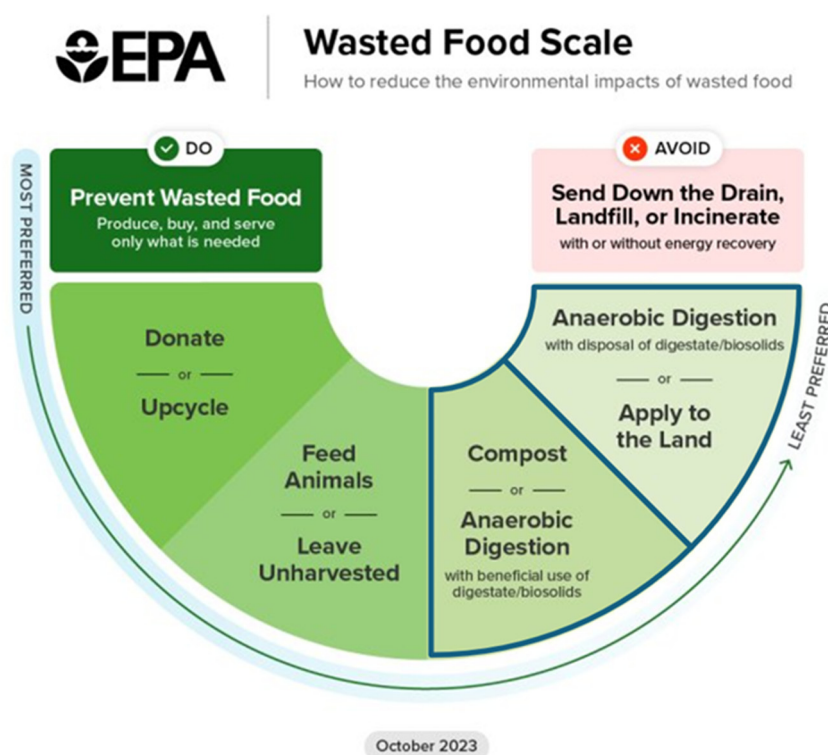 EPA
Wasted Food Scale
How to reduce the environmental impacts of wasted food
DO
Prevent Wasted Food
Produce, buy, and serve
only what is needed
AVOID
Send Down the Drain,
Landfill, or Incinerate
with or without energy recovery
MOST PREFERRED
Donate
or
Upcycle
Feed
Animals
or
Leave
Unharvested
Compost
or
Anaerobic
Digestion
with beneficial use of
digestate/biosolids
Anaerobic Digestion
with disposal of digestate/biosolids
or
Apply to
the Land
LEAST PREFERRED
October 2023